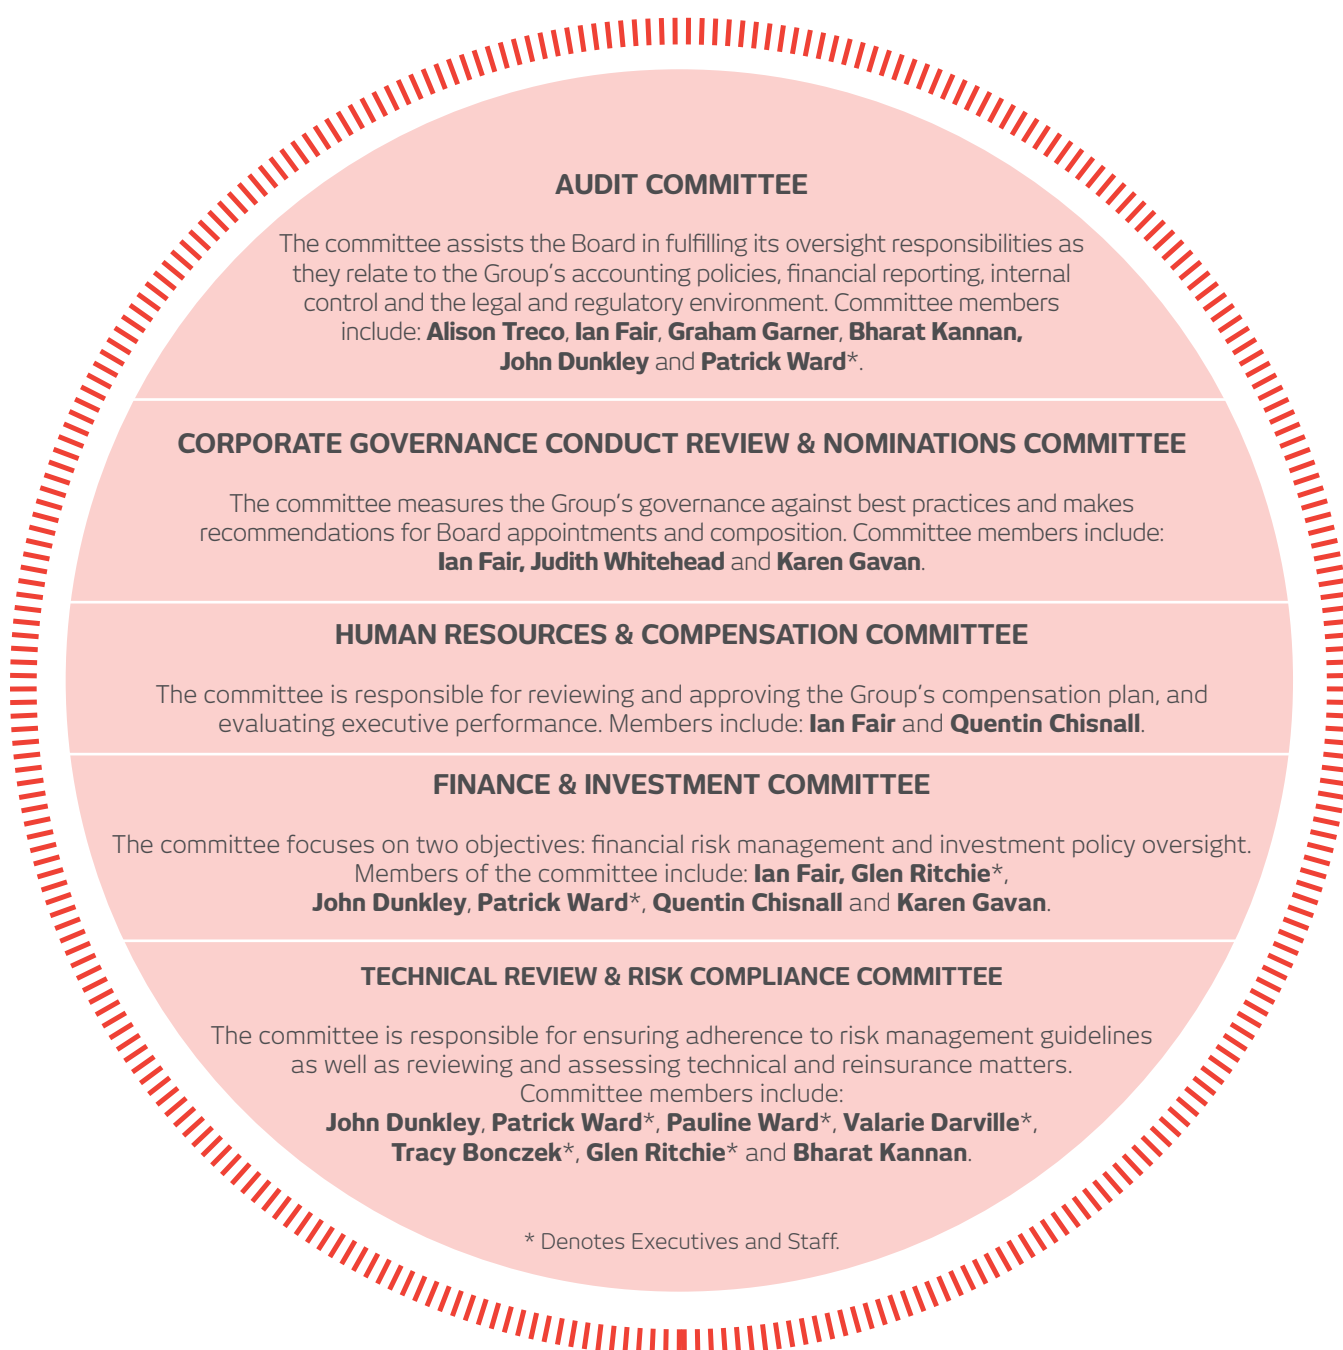 AUDIT COMMITTEE
The committee assists the Board in fulfilling its oversight responsibilities as
they relate to the Group's accounting policies, financial reporting, internal
control and the legal and regulatory environment. Committee members
include: Alison Treco, Ian Fair, Graham Garner, Bharat Kannan,
John Dunkley and Patrick Ward*.
CORPORATE GOVERNANCE CONDUCT REVIEW & NOMINATIONS COMMITTEE
The committee measures the Group's governance against best practices and makes
recommendations for Board appointments and composition. Committee members include:
Ian Fair, Judith Whitehead and Karen Gavan.
HUMAN RESOURCES & COMPENSATION COMMITTEE
The committee is responsible for reviewing and approving the Group's compensation plan, and
evaluating executive performance. Members include: Ian Fair and Quentin Chisnall.
FINANCE & INVESTMENT COMMITTEE
The committee focuses on two objectives: financial risk management and investment policy oversight.
Members of the committee include: Ian Fair, Glen Ritchie*,
John Dunkley, Patrick Ward*, Quentin Chisnall and Karen Gavan.
TECHNICAL REVIEW & RISK COMPLIANCE COMMITTEE
The committee is responsible for ensuring adherence to risk management guidelines
as well as reviewing and assessing technical and reinsurance matters.
Committee members include:
John Dunkley, Patrick Ward*, Pauline Ward*, Valarie Darville*,
Tracy Bonczek*, Glen Ritchie* and Bharat Kannan.
* Denotes Executives and Staff.